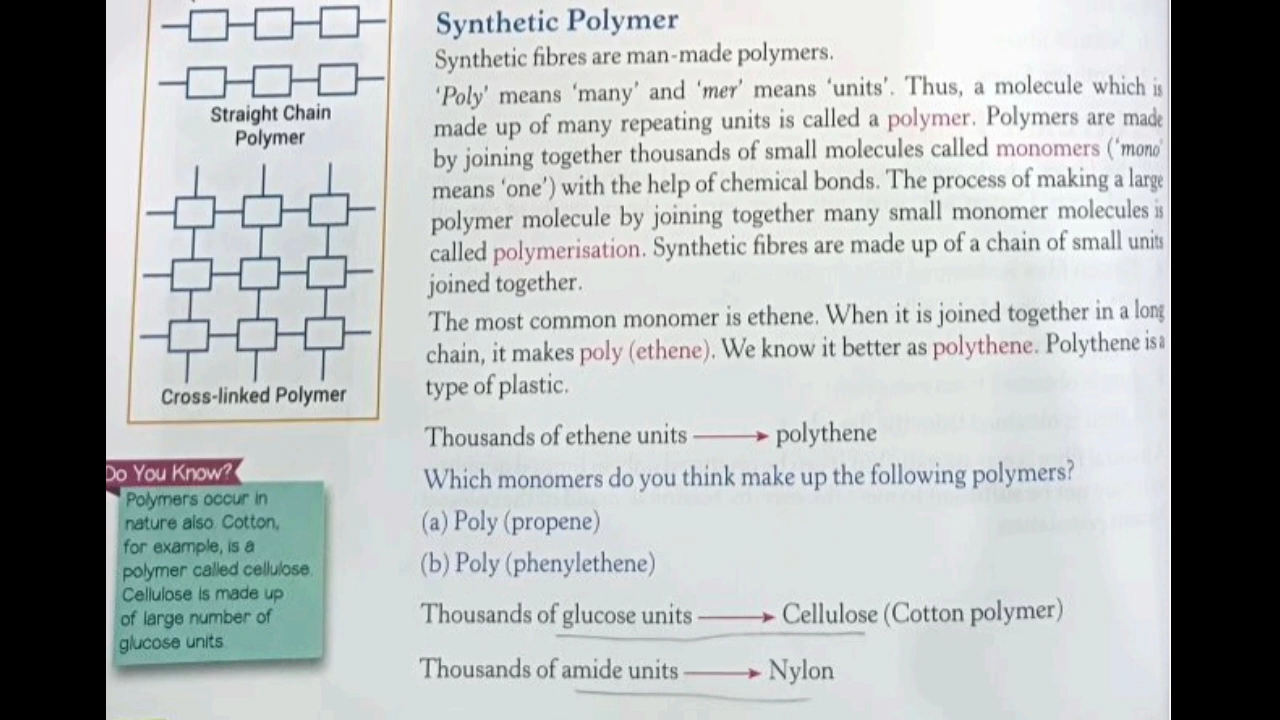 Straight Chain
Polymer
Cross-linked Polymer
Do You Know?
Polymers occur in
nature also. Cotton,
for example, is a
polymer called cellulose.
Cellulose is made up
of large number of
glucose units.
Synthetic Polymer
Synthetic fibres are man-made polymers.
'Poly' means 'many' and 'mer' means 'units'. Thus, a molecule which is
made up of many repeating units is called a polymer. Polymers are made
by joining together thousands of small molecules called monomers ('mono'
means 'one') with the help of chemical bonds. The process of making a large
polymer molecule by joining together many small monomer molecules is
called polymerisation. Synthetic fibres are made up of a chain of small units
joined together.
The most common monomer is ethene. When it is joined together in a long
chain, it makes poly (ethene). We know it better as polythene. Polythene is a
type of plastic.
Thousands of ethene units → polythene
Which monomers do you think make up the following polymers?
(a) Poly (propene)
(b) Poly (phenylethene)
Thousands of glucose units → Cellulose (Cotton polymer)
Thousands of amide units → Nylon